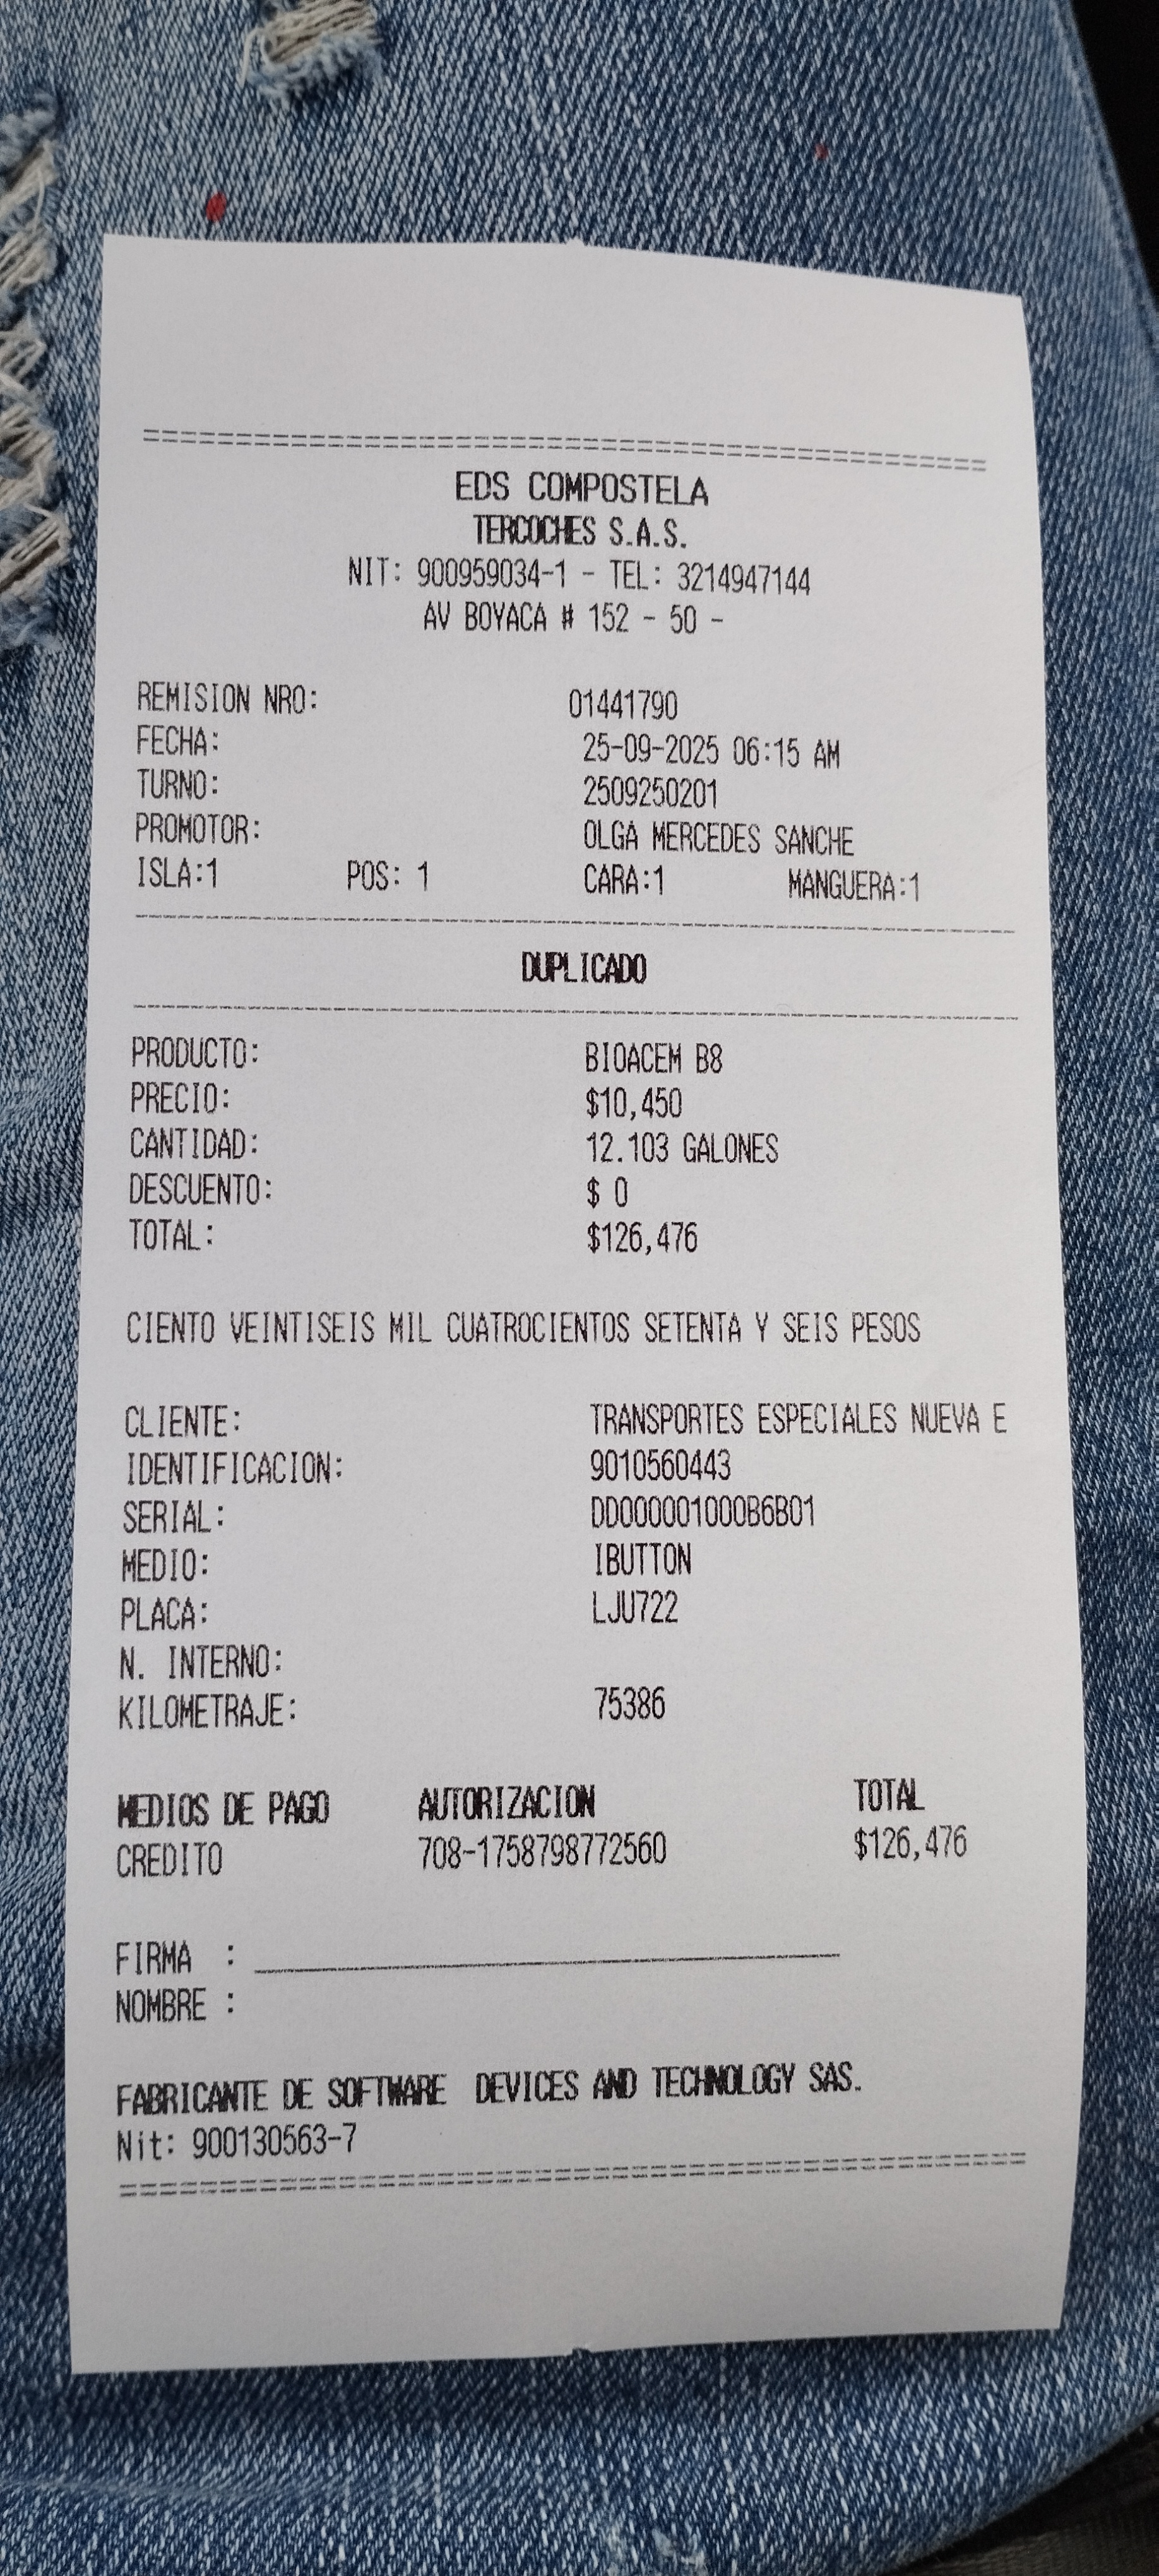 EDS COMPOSTELA
TERCOCHES S.A.S.
NIT: 900959034-1 - TEL: 3214947144
AV BOYACA # 152 - 50 -
REMISION NRO: 01441790
FECHA: 25-09-2025 06:15 AM
TURNO: 2509250201
PROMOTOR: OLGA MERCEDES SANCHE
ISLA:1 POS: 1 CARA:1 MANGUERA:1
DUPLICADO
PRODUCTO: BIOACEM B8
PRECIO: $10,450
CANTIDAD: 12.103 GALONES
DESCUENTO: $ 0
TOTAL: $126,476
CIENTO VEINTISEIS MIL CUATROCIENTOS SETENTA Y SEIS PESOS
CLIENTE: TRANSPORTES ESPECIALES NUEVA E
IDENTIFICACION: 9010560443
SERIAL: DD000001000B6B01
MEDIO: IBUTTON
PLACA: LJU722
N. INTERNO:
KILOMETRAJE: 75386
MEDIOS DE PAGO AUTORIZACION TOTAL
CREDITO 708-1758798772560 $126,476
FIRMA :
NOMBRE :
FABRICANTE DE SOFTWARE DEVICES AND TECHNOLOGY SAS.
Nit: 900130563-7